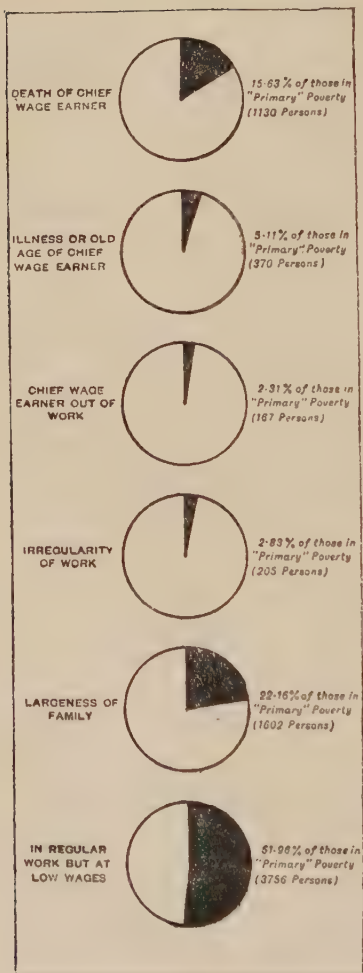 DEATH OF CHIEF
WAGE EARNER
15·63% of those in
"Primary" Poverty
(1130 Persons)
ILLNESS OR OLD
AGE OF CHIEF
WAGE EARNER
5·11% of those in
"Primary" Poverty
(370 Persons)
CHIEF WAGE
EARNER OUT OF
WORK
2·31% of those in
"Primary" Poverty
(167 Persons)
IRREGULARITY
OF WORK
2·83% of those in
"Primary" Poverty
(205 Persons)
LARGENESS OF
FAMILY
22·16% of those in
"Primary" Poverty
(1602 Persons)
IN REGULAR
WORK BUT AT
LOW WAGES
51·96% of those in
"Primary" Poverty
(3756 Persons)